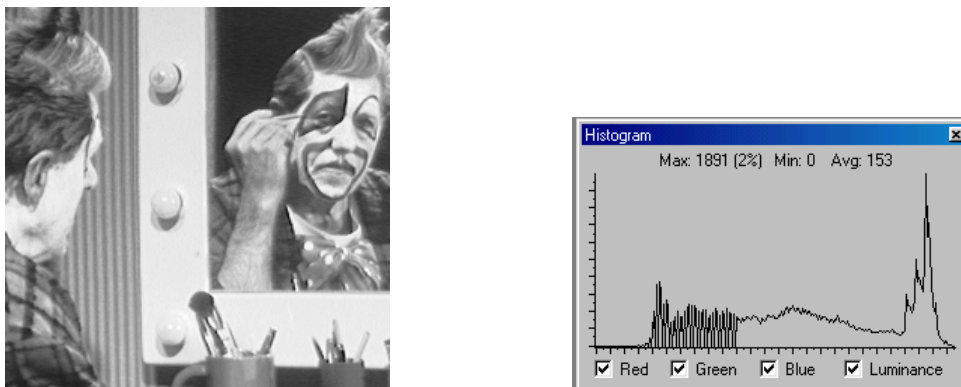 Histogram
Max: 1891 (2%) Min: 0 Avg: 153
Red Green Blue Luminance